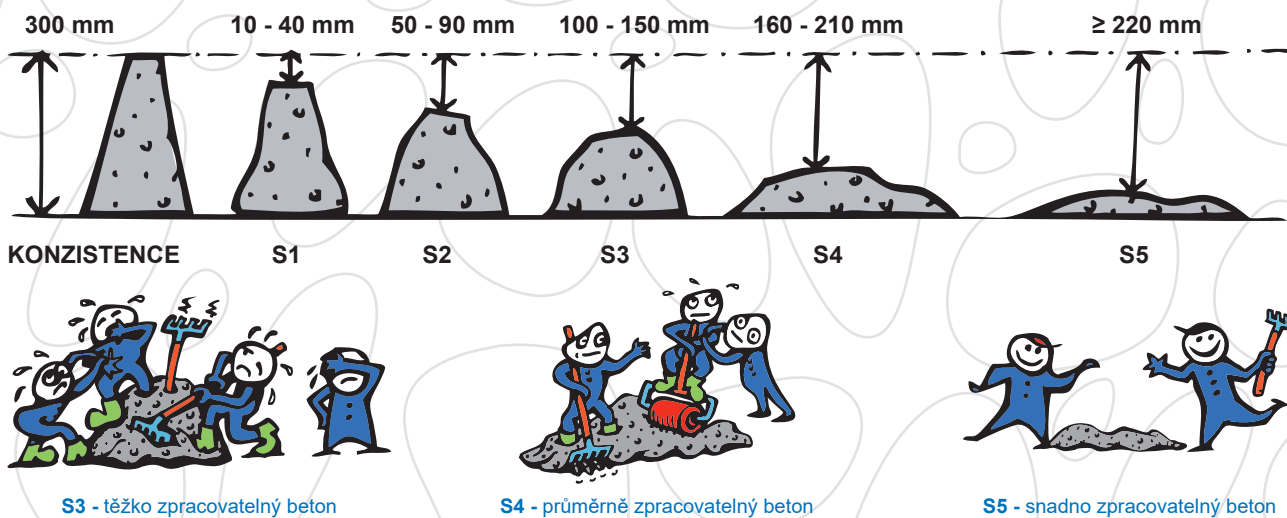 300 mm 10 - 40 mm 50 - 90 mm 100 - 150 mm 160 - 210 mm ≥ 220 mm
KONZISTENCE S1 S2 S3 S4 S5
S3 - těžko zpracovatelný beton S4 - průměrně zpracovatelný beton S5 - snadno zpracovatelný beton